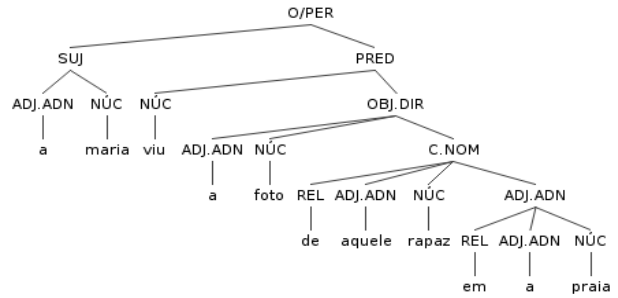 O/PER
SUJ PRED
ADJ.ADN NÚC NÚC OBJ.DIR
a maria viu ADJ.ADN NÚC C.NOM
a foto REL ADJ.ADN NÚC ADJ.ADN
de aquele rapaz REL ADJ.ADN NÚC
em a praia